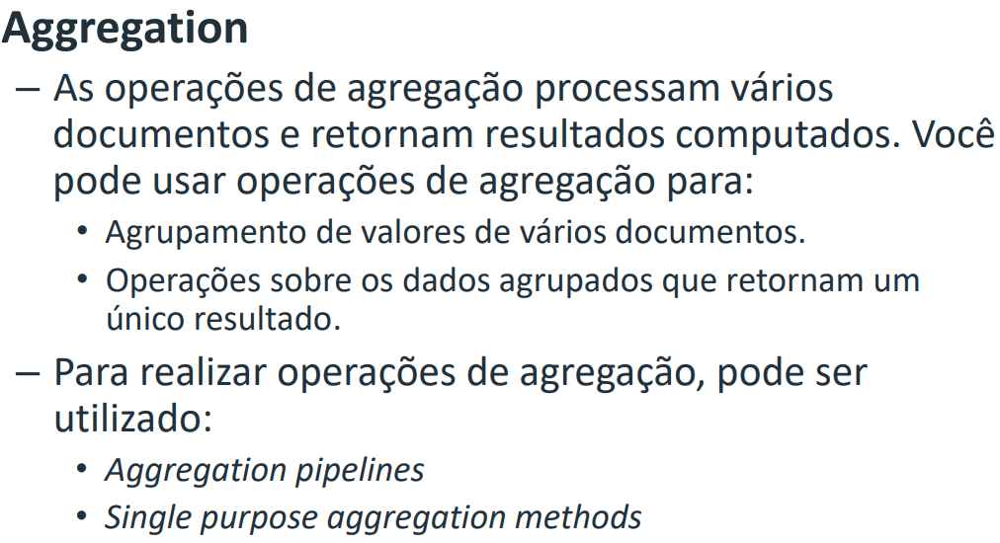 Aggregation
– As operações de agregação processam vários
documentos e retornam resultados computados. Você
pode usar operações de agregação para:
• Agrupamento de valores de vários documentos.
• Operações sobre os dados agrupados que retornam um
único resultado.
– Para realizar operações de agregação, pode ser
utilizado:
• Aggregation pipelines
• Single purpose aggregation methods